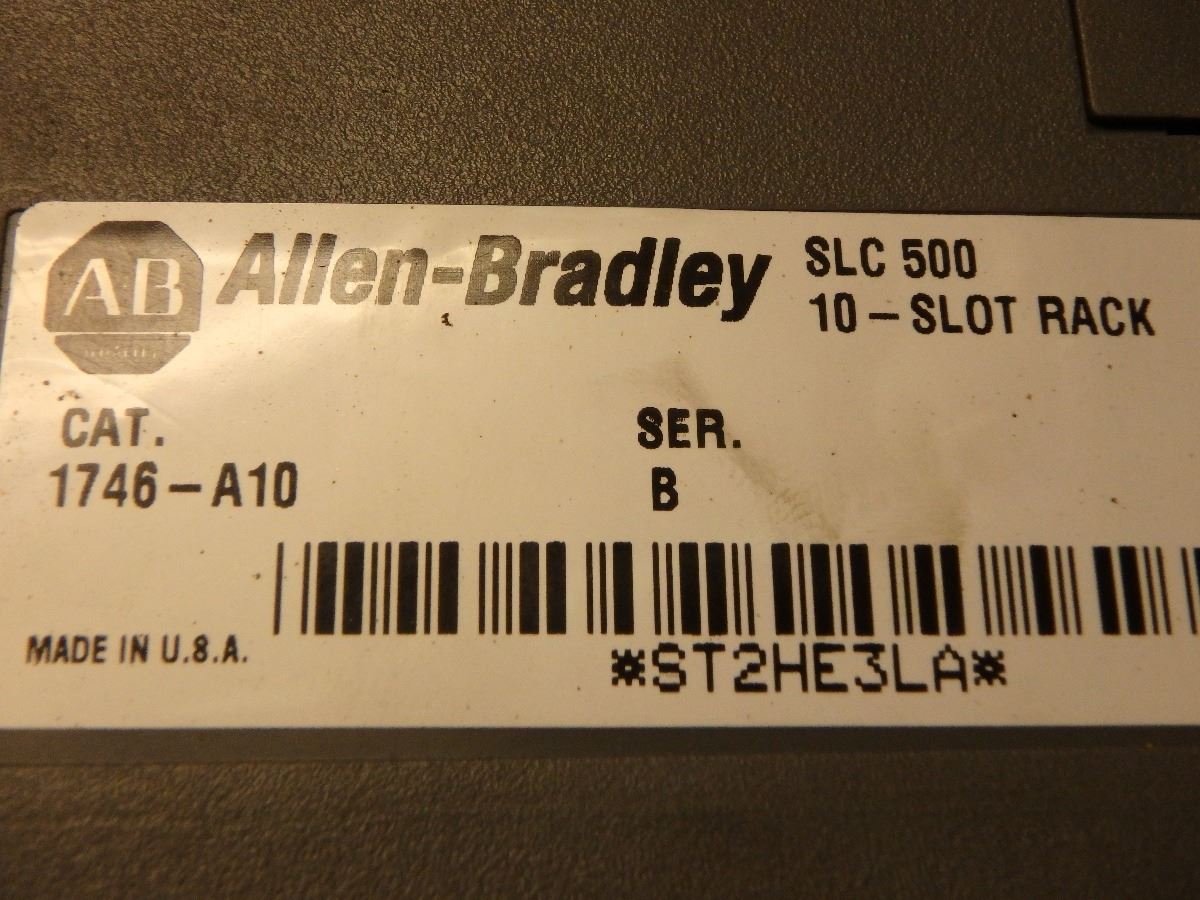 AB
Allen-Bradley
SLC 500
10-SLOT RACK
CAT.
SER.
1746-A10
B
MADE IN U.S.A.
*ST2HE3LA*